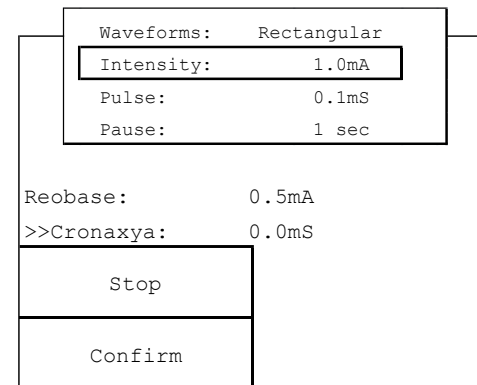 Waveforms: Rectangular
Intensity: 1.0mA
Pulse: 0.1mS
Pause: 1 sec
Reobase: 0.5mA
>>Cronaxya: 0.0mS
Stop
Confirm